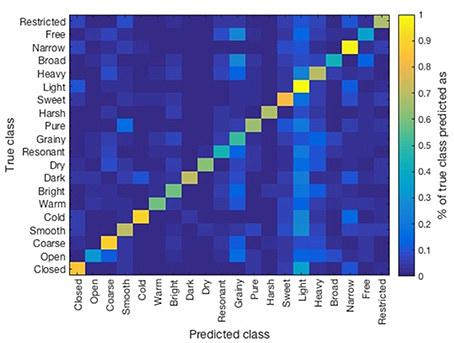 Restricted
Free
Narrow
Broad
Heavy
Light
Sweet
Harsh
Pure
Grainy
Resonant
Dry
Dark
Bright
Warm
Cold
Smooth
Coarse
Open
Closed
True class
Closed
Open
Coarse
Smooth
Cold
Warm
Bright
Dark
Dry
Resonant
Grainy
Pure
Harsh
Sweet
Light
Heavy
Broad
Narrow
Free
Restricted
Predicted class
1
0.9
0.8
0.7
0.6
0.5
0.4
0.3
0.2
0.1
0
% of true class predicted as